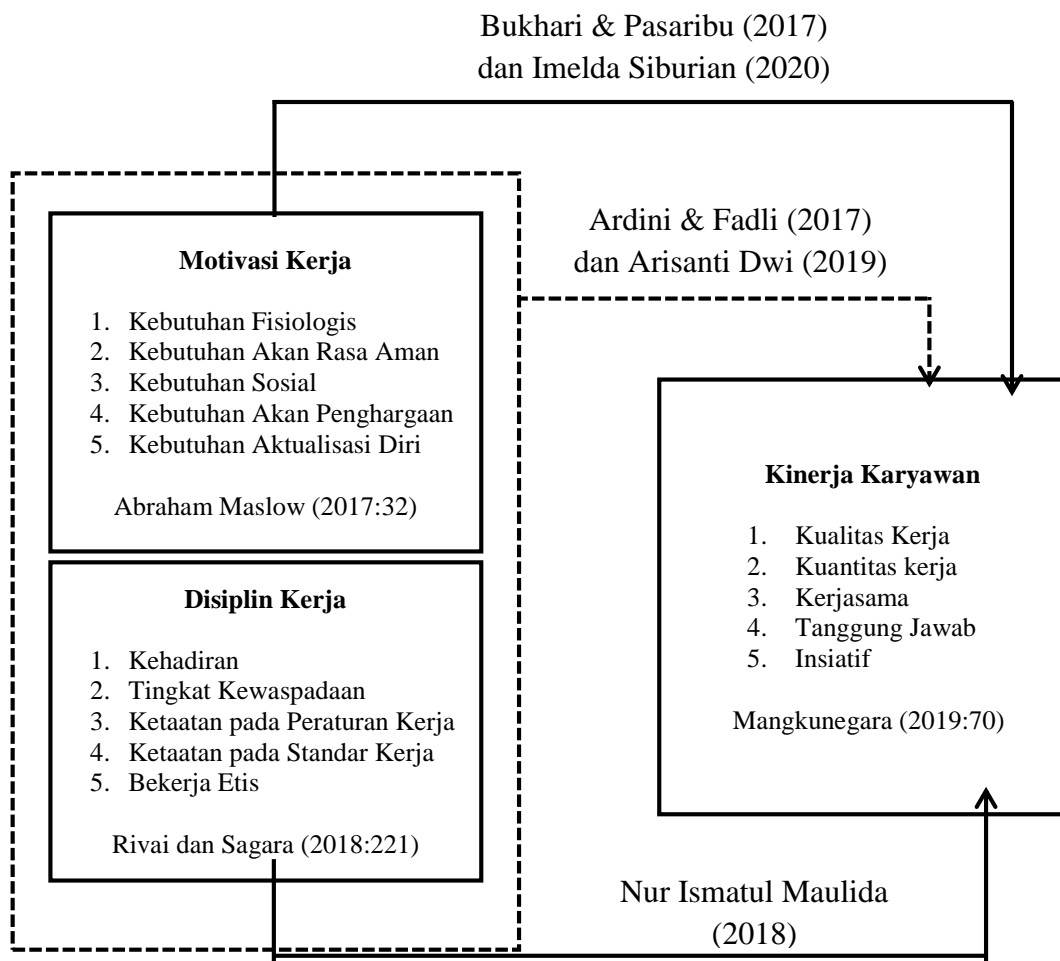 Bukhari & Pasaribu (2017)
dan Imelda Siburian (2020)
Ardini & Fadli (2017)
dan Arisanti Dwi (2019)
Motivasi Kerja
1. Kebutuhan Fisiologis
2. Kebutuhan Akan Rasa Aman
3. Kebutuhan Sosial
4. Kebutuhan Akan Penghargaan
5. Kebutuhan Aktualisasi Diri
Abraham Maslow (2017:32)
Disiplin Kerja
1. Kehadiran
2. Tingkat Kewaspadaan
3. Ketaatan pada Peraturan Kerja
4. Ketaatan pada Standar Kerja
5. Bekerja Etis
Rivai dan Sagara (2018:221)
Kinerja Karyawan
1. Kualitas Kerja
2. Kuantitas kerja
3. Kerjasama
4. Tanggung Jawab
5. Insiatif
Mangkunegara (2019:70)
Nur Ismatul Maulida
(2018)